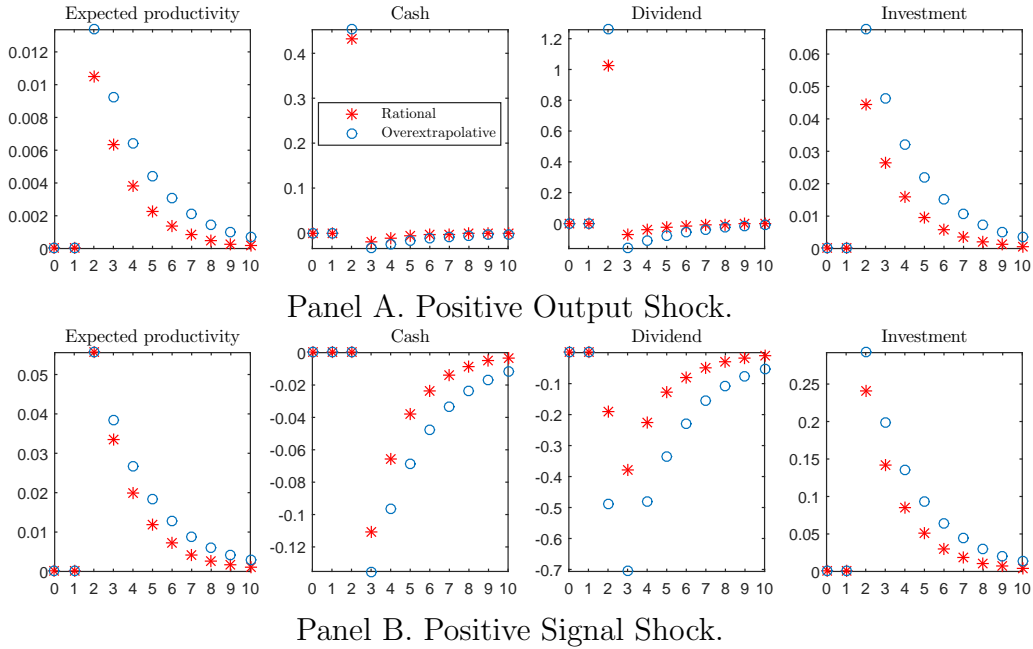 Expected productivity Cash Dividend Investment
0.012 0.01 0.008 0.006 0.004 0.002 0
0.4 0.3 0.2 0.1 0
1.2 1 0.8 0.6 0.4 0.2 0
0.06 0.05 0.04 0.03 0.02 0.01 0
Rational
Overextrapolative
0 1 2 3 4 5 6 7 8 9 10 0 1 2 3 4 5 6 7 8 9 10 0 1 2 3 4 5 6 7 8 9 10 0 1 2 3 4 5 6 7 8 9 10
Panel A. Positive Output Shock.
Expected productivity Cash Dividend Investment
0.05 0.04 0.03 0.02 0.01 0
0 -0.02 -0.04 -0.06 -0.08 -0.1 -0.12
-0.1 -0.2 -0.3 -0.4 -0.5 -0.6 -0.7
0.25 0.2 0.15 0.1 0.05 0
0 1 2 3 4 5 6 7 8 9 10 0 1 2 3 4 5 6 7 8 9 10 0 1 2 3 4 5 6 7 8 9 10 0 1 2 3 4 5 6 7 8 9 10
Panel B. Positive Signal Shock.